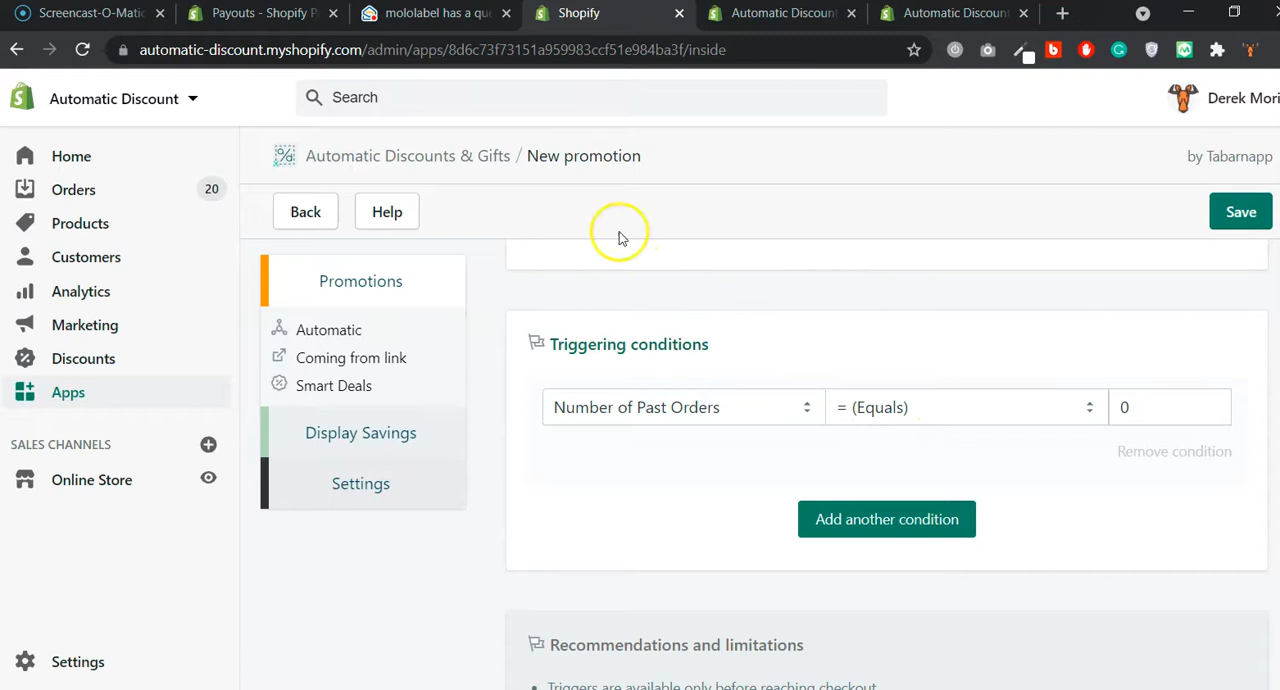 Screencast-O-Matic
Payouts - Shopify P
mololabel has a qu
Shopify
Automatic Discount
Automatic Discount
automatic-discount.myshopify.com/admin/apps/8d6c73f73151a959983ccf51e984ba3f/inside
Automatic Discount
Search
Derek Mori
Home
Orders
20
Products
Customers
Analytics
Marketing
Discounts
Apps
SALES CHANNELS
Online Store
Settings
Automatic Discounts & Gifts / New promotion
by Tabarnapp
Back
Help
Save
Promotions
Automatic
Coming from link
Smart Deals
Display Savings
Settings
Triggering conditions
Number of Past Orders
= (Equals)
0
Remove condition
Add another condition
Recommendations and limitations
• Triggers are available only before reaching checkout